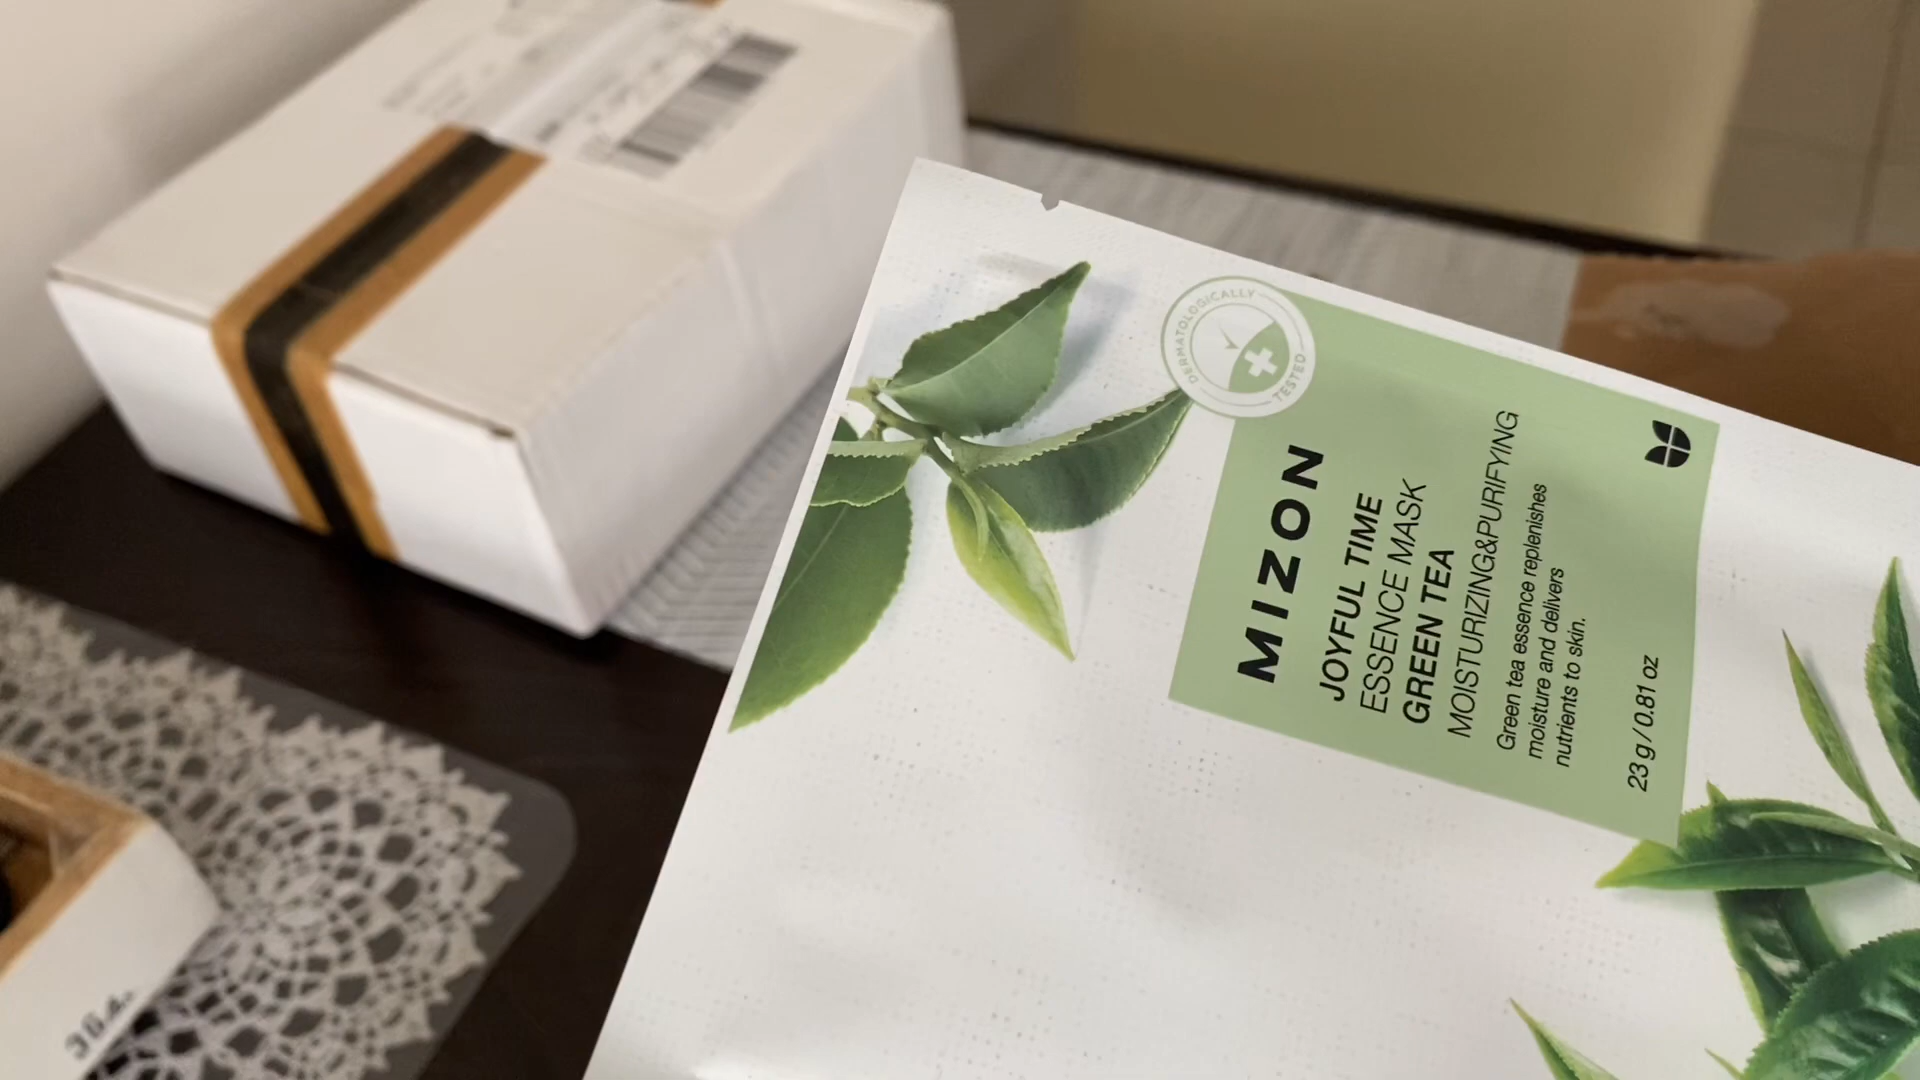 DERMATOLOGICALLY
TESTED
MIZON
JOYFUL TIME
ESSENCE MASK
GREEN TEA
MOISTURIZING&PURIFYING
Green tea essence replenishes
moisture and delivers
nutrients to skin.
23 g / 0.81 oz